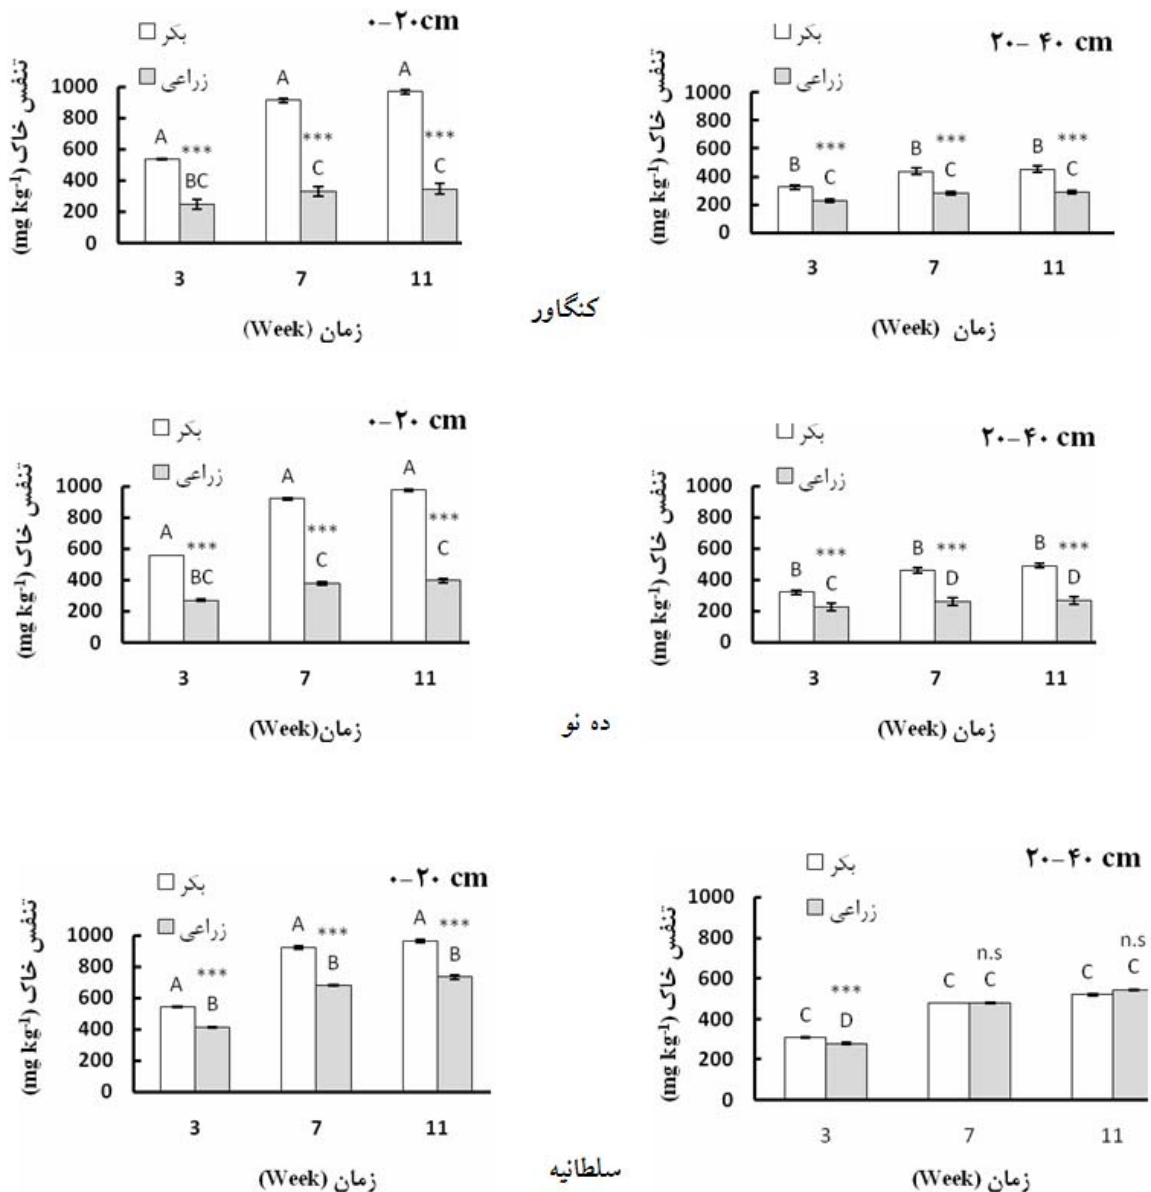 ۰-۲۰cm
بکر
زراعی
تنفس خاک (mg kg-1)
1000
800
600
400
200
0
A
***
BC
A
***
C
A
***
C
3 7 11
زمان (Week)
۲۰-۴۰ cm
بکر
زراعی
تنفس خاک (mg kg-1)
1000
800
600
400
200
0
B
***
C
B
***
C
B
***
C
3 7 11
زمان (Week)
کنگاور
۰-۲۰ cm
بکر
زراعی
تنفس خاک (mg kg-1)
1000
800
600
400
200
0
A
***
BC
A
***
C
A
***
C
3 7 11
زمان(Week)
۲۰-۴۰ cm
بکر
زراعی
تنفس خاک (mg kg-1)
1000
800
600
400
200
0
B
***
C
B
***
D
B
***
D
3 7 11
زمان (Week)
ده نو
۰-۲۰ cm
بکر
زراعی
تنفس خاک (mg kg-1)
1000
800
600
400
200
0
A
***
B
A
***
B
A
***
B
3 7 11
زمان (Week)
۲۰-۴۰ cm
بکر
زراعی
تنفس خاک (mg kg-1)
1000
800
600
400
200
0
C
***
D
C
n.s
C
C
n.s
C
3 7 11
زمان (Week)
سلطانیه